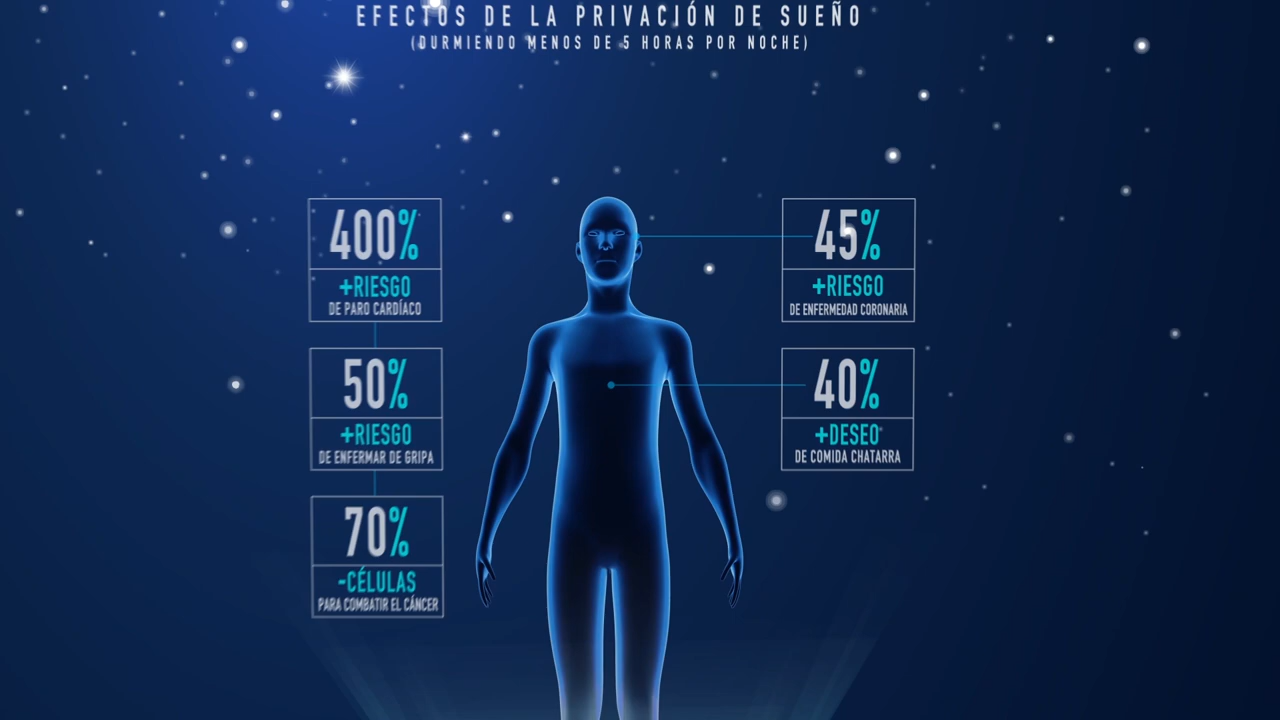 EFECTOS DE LA PRIVACIÓN DE SUEÑO
(DURMIENDO MENOS DE 5 HORAS POR NOCHE)
400%
+RIESGO
DE PARO CARDÍACO
50%
+RIESGO
DE ENFERMAR DE GRIPA
70%
-CÉLULAS
PARA COMBATIR EL CÁNCER
45%
+RIESGO
DE ENFERMEDAD CORONARIA
40%
+DESEO
DE COMIDA CHATARRA